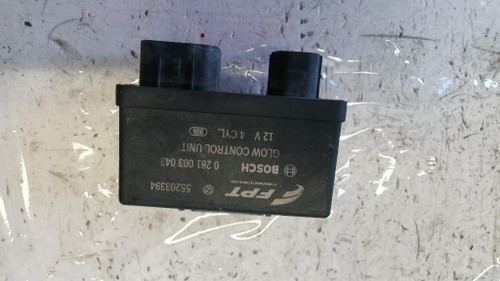 FPT
55203394
BOSCH
0 281 003 043
GLOW CONTROL UNIT
12 V 4 CYL.